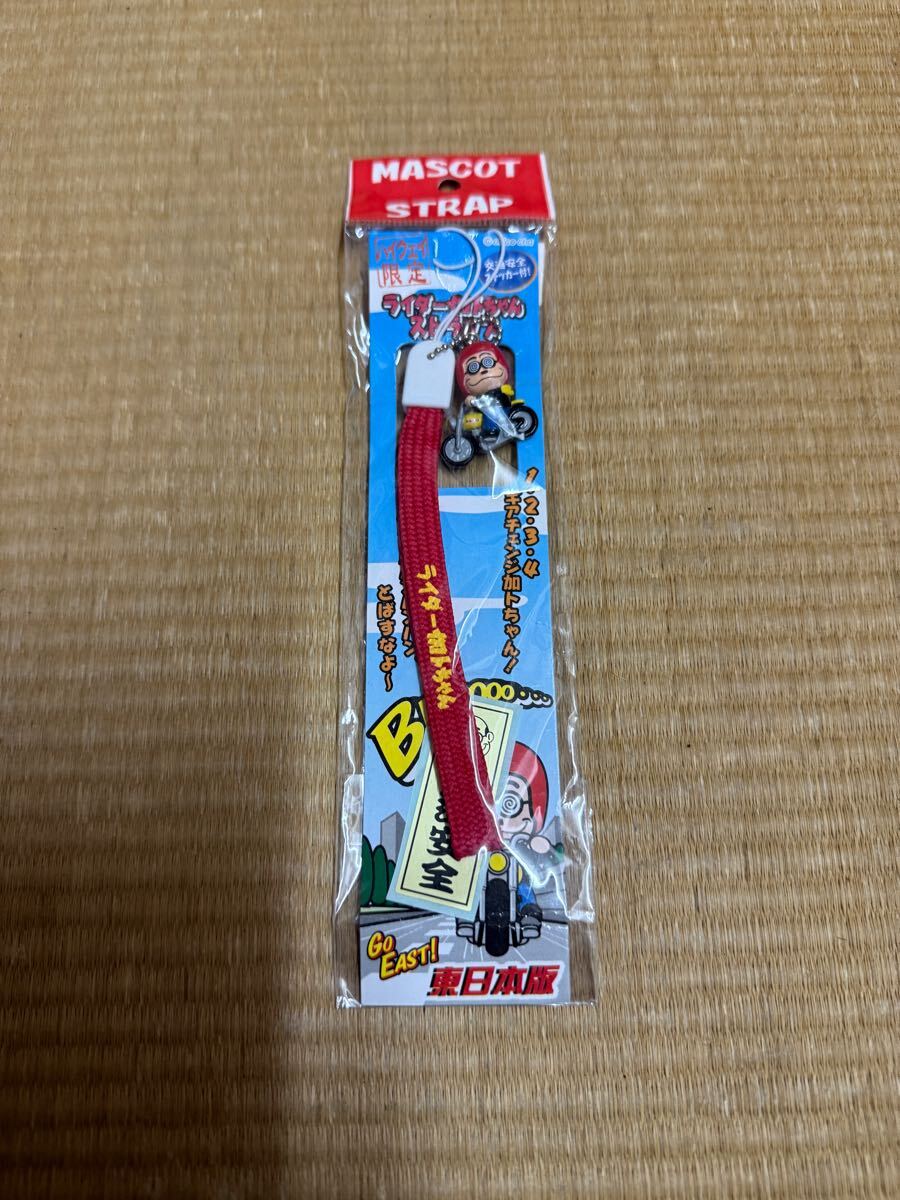 MASCOT
STRAP
ハイウェイ
限定
交通安全
ステッカー付!
ライダー加トちゃん
ストラップ
1・2・3・4
ギアチェンジ加トちゃん!
とばすなよ〜
ライダー加トちゃん
安全
GO
EAST!
東日本版